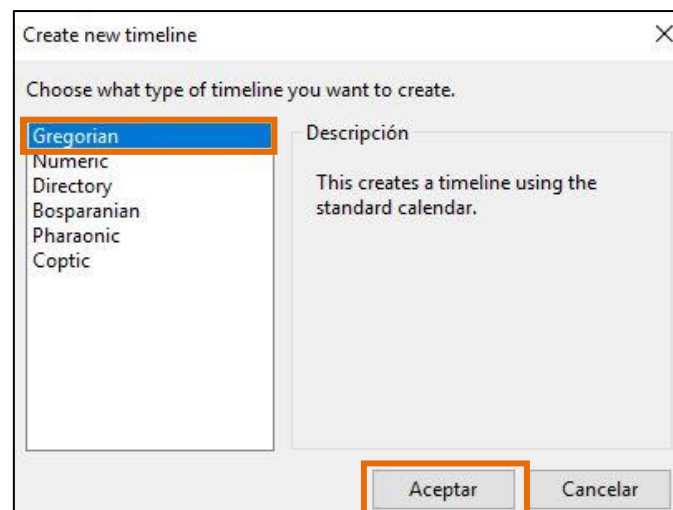 Create new timeline
Choose what type of timeline you want to create.
Gregorian
Numeric
Directory
Bosparanian
Pharaonic
Coptic
Descripción
This creates a timeline using the
standard calendar.
Aceptar
Cancelar